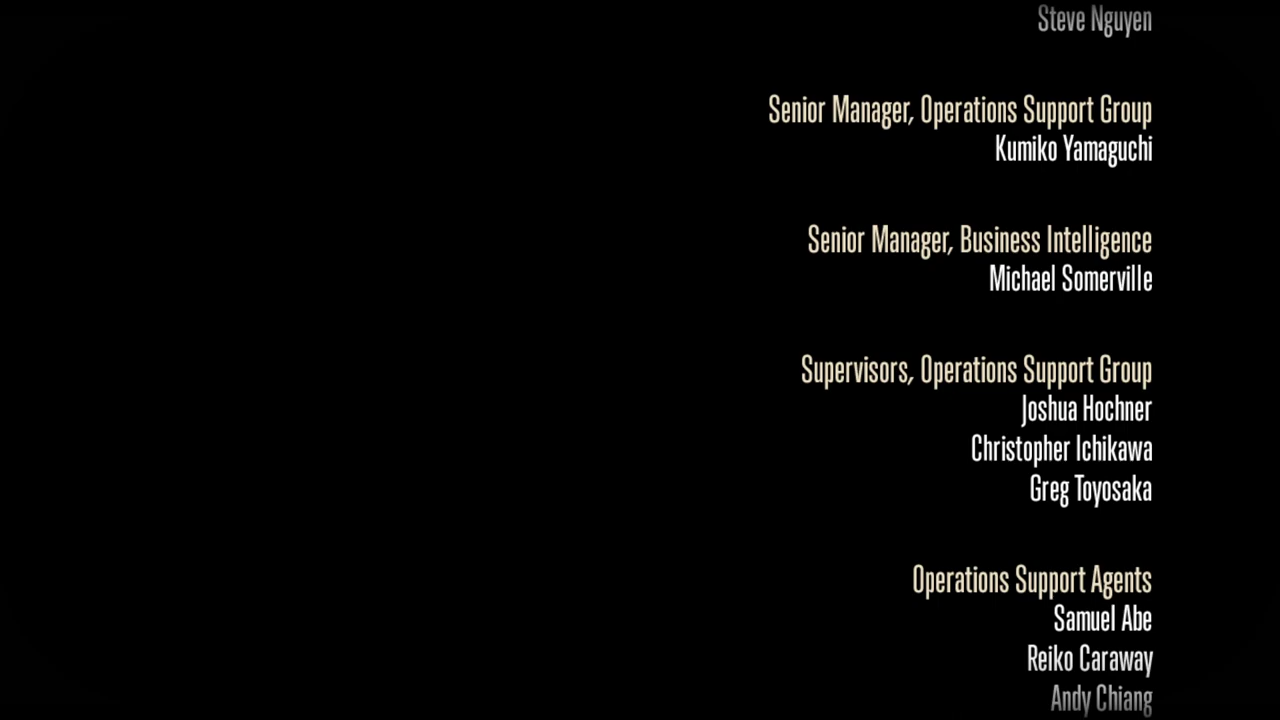 Steve Nguyen
Senior Manager, Operations Support Group
Kumiko Yamaguchi
Senior Manager, Business Intelligence
Michael Somerville
Supervisors, Operations Support Group
Joshua Hochner
Christopher Ichikawa
Greg Toyosaka
Operations Support Agents
Samuel Abe
Reiko Caraway
Andy Chiang